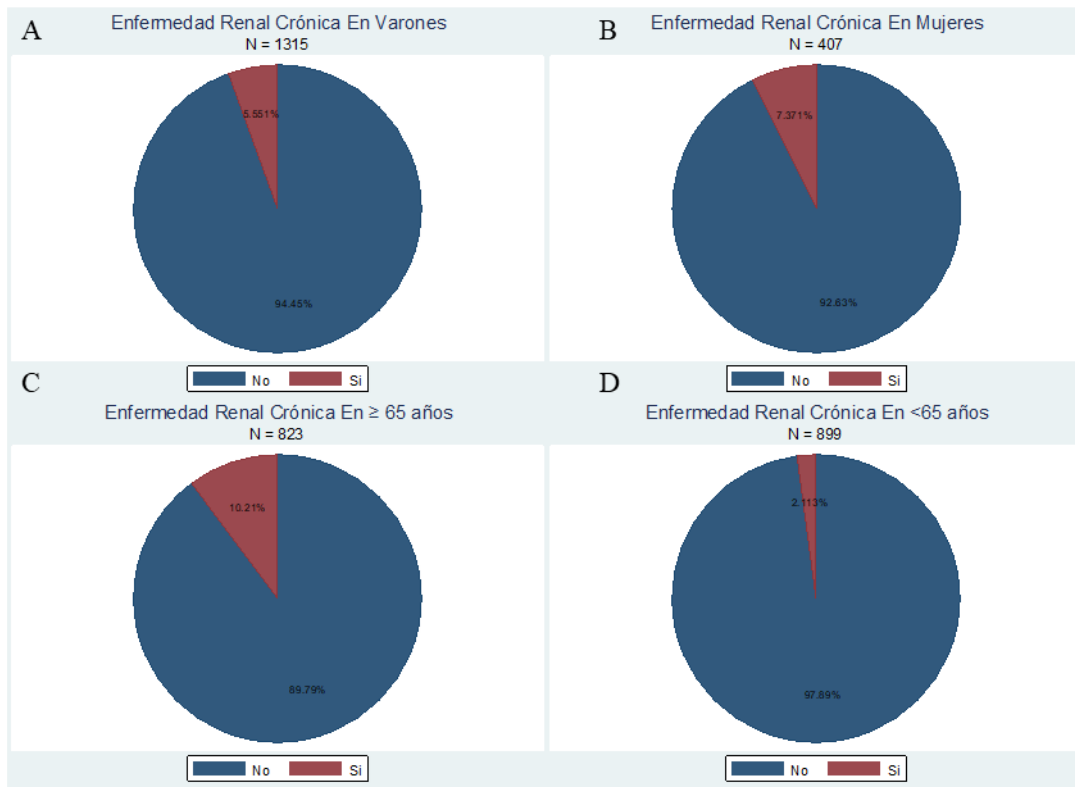 A
Enfermedad Renal Crónica En Varones
N = 1315
5.551%
94.45%
No Si
B
Enfermedad Renal Crónica En Mujeres
N = 407
7.371%
92.63%
No Si
C
Enfermedad Renal Crónica En ≥ 65 años
N = 823
10.21%
89.79%
No Si
D
Enfermedad Renal Crónica En <65 años
N = 899
2.113%
97.89%
No Si